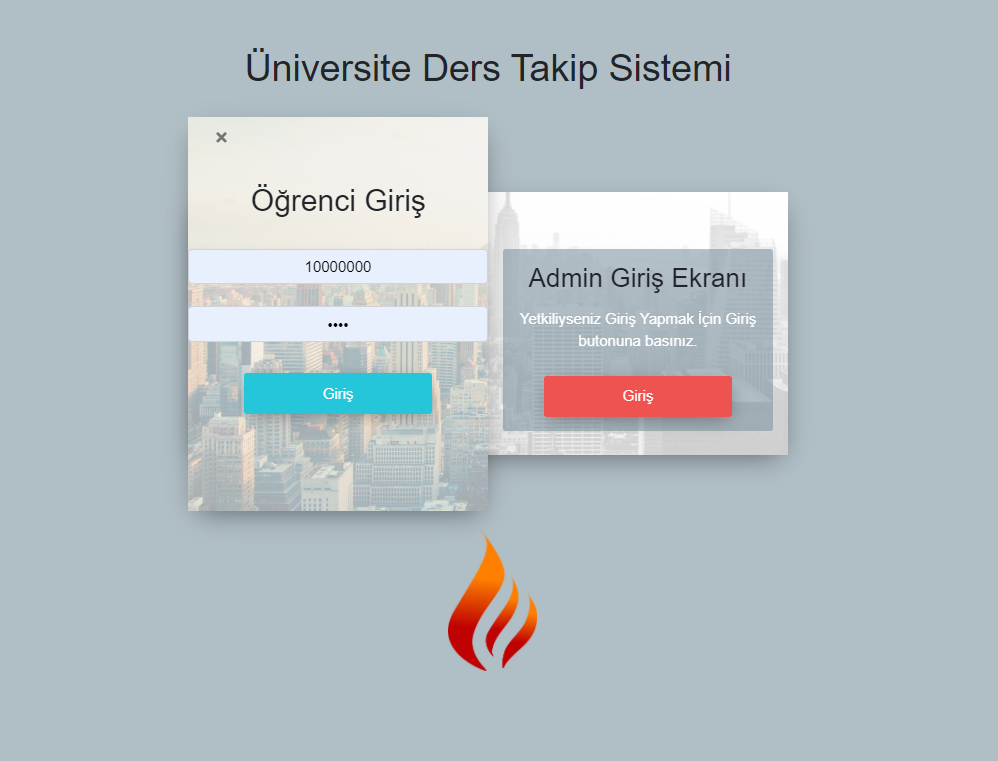 Üniversite Ders Takip Sistemi
×
Öğrenci Giriş
10000000
••••
Giriş
Admin Giriş Ekranı
Yetkiliyseniz Giriş Yapmak İçin Giriş
butonuna basınız.
Giriş